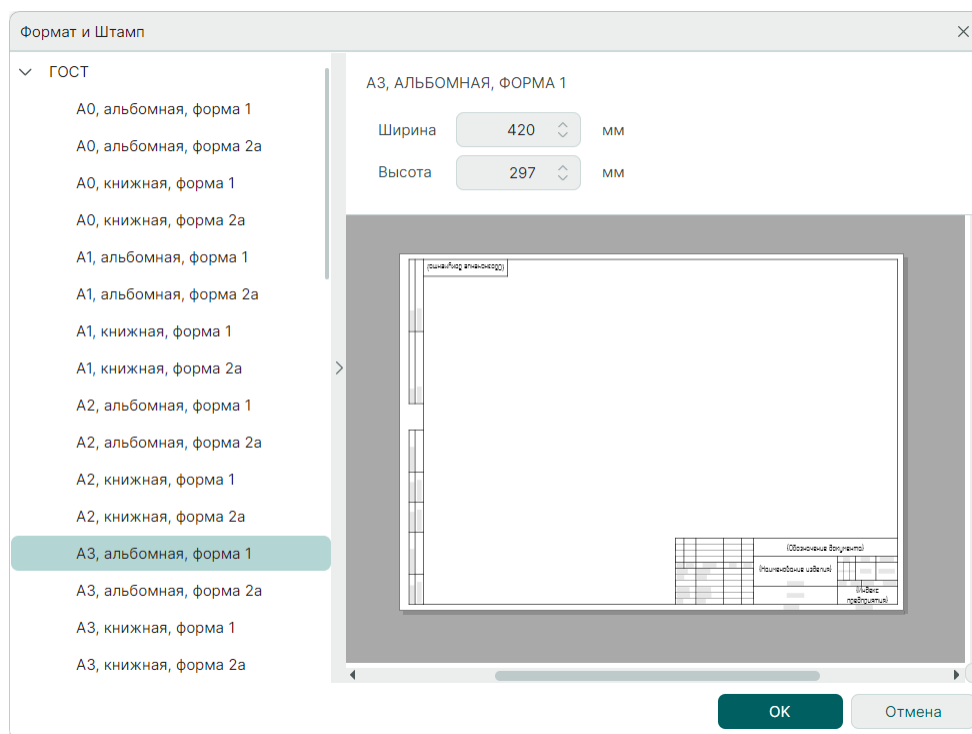 Формат и Штамп
ГОСТ
А0, альбомная, форма 1
А0, альбомная, форма 2а
А0, книжная, форма 1
А0, книжная, форма 2а
А1, альбомная, форма 1
А1, альбомная, форма 2а
А1, книжная, форма 1
А1, книжная, форма 2а
А2, альбомная, форма 1
А2, альбомная, форма 2а
А2, книжная, форма 1
А2, книжная, форма 2а
А3, альбомная, форма 1
А3, альбомная, форма 2а
А3, книжная, форма 1
А3, книжная, форма 2а
А3, АЛЬБОМНАЯ, ФОРМА 1
Ширина 420 мм
Высота 297 мм
(Обозначение документа)
(Обозначение документа)
(Наименование изделия)
(Индекс
предприятия)
ОК
Отмена